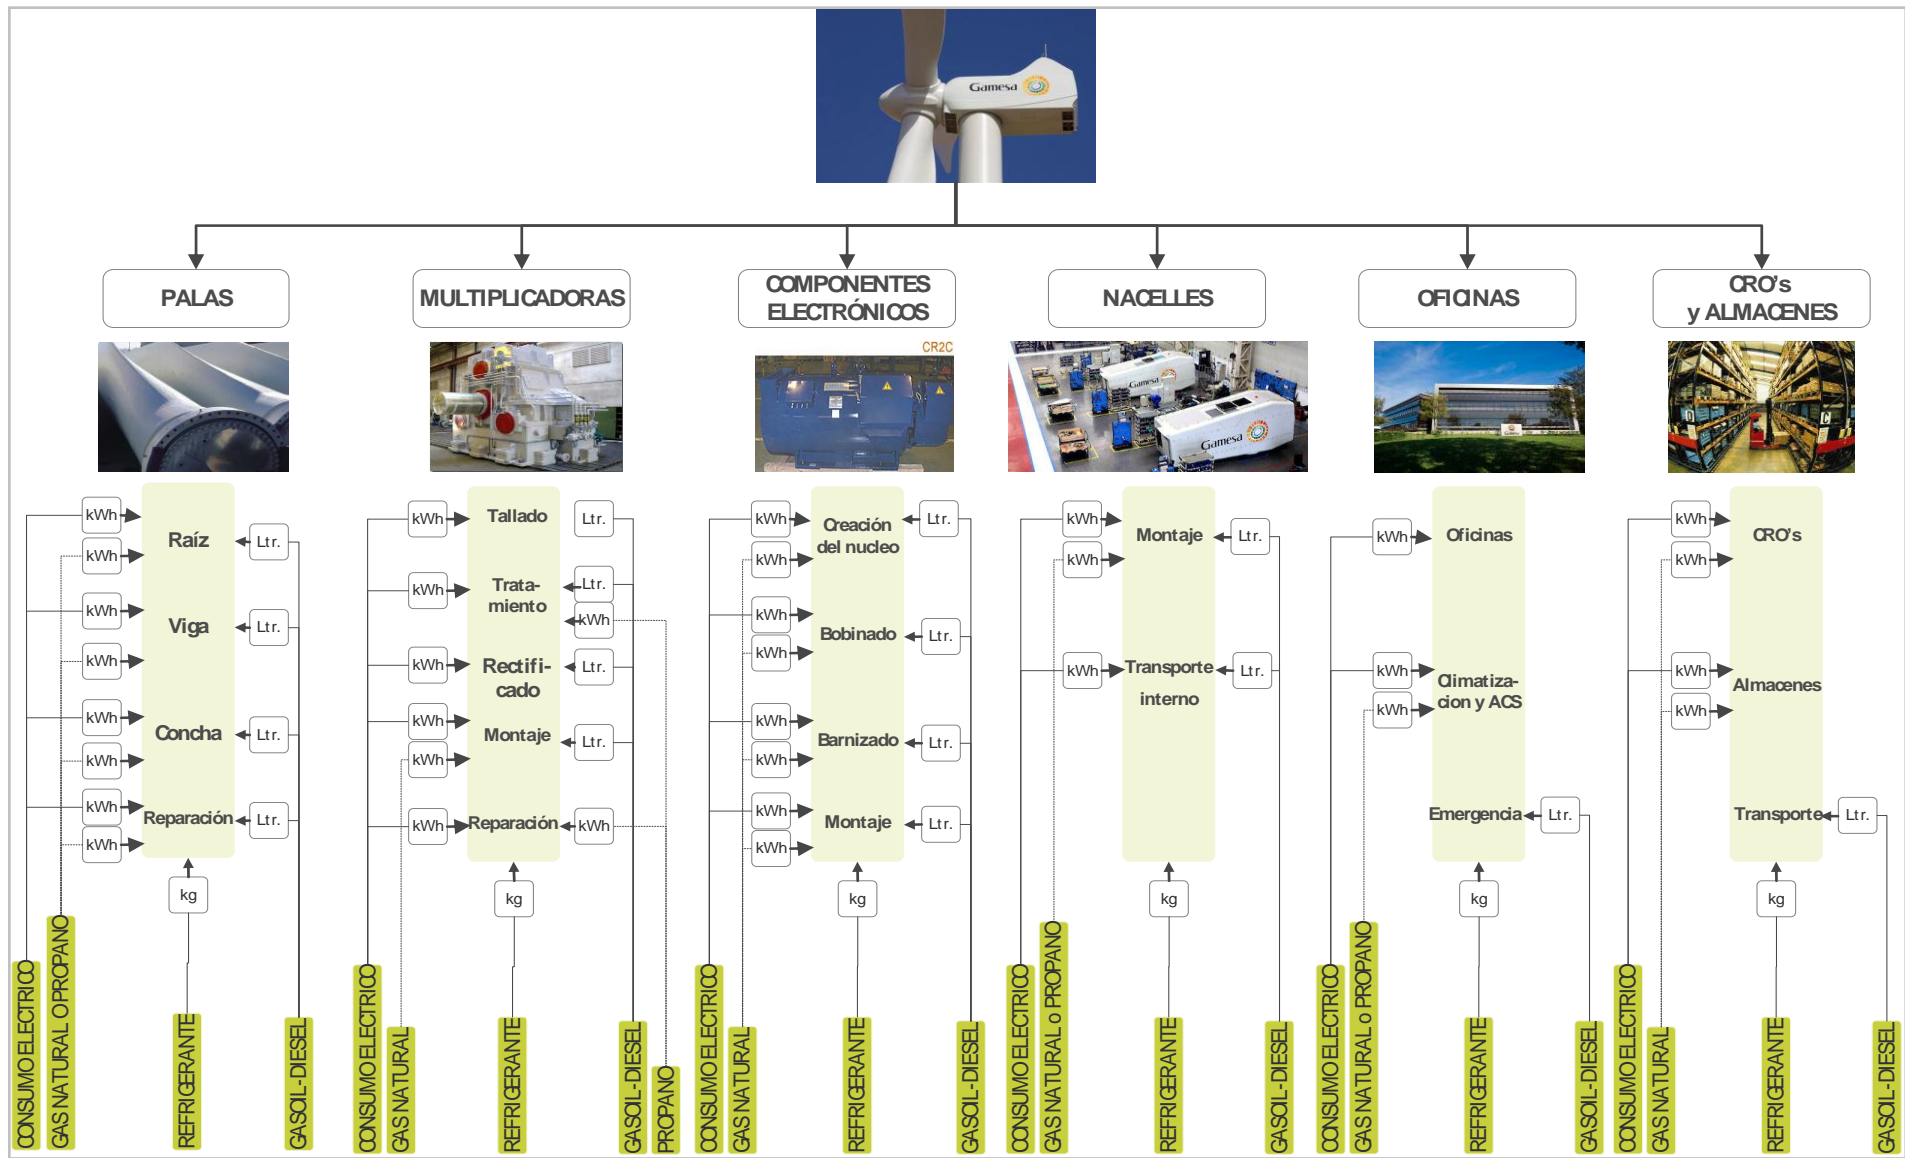 Gamesa
PALAS
MULTIPLICADORAS
COMPONENTES
ELECTRÓNICOS
NACELLES
OFICINAS
CRO's
y ALMACENES
CR2C
Gamesa
Gamesa
D
C
kWh
kWh
Raíz
Ltr.
kWh
Viga
Ltr.
kWh
kWh
Concha
Ltr.
kWh
kWh
Reparación
Ltr.
kWh
kg
CONSUMO ELECTRICO
GAS NATURAL O PROPANO
REFRIGERANTE
GASOIL-DIESEL
kWh
Tallado
Ltr.
kWh
Trata-
miento
Ltr.
kWh
kWh
Rectifi-
cado
Ltr.
kWh
Montaje
Ltr.
kWh
kWh
Reparación
kWh
kg
CONSUMO ELECTRICO
GAS NATURAL
REFRIGERANTE
GASOIL-DIESEL
PROPANO
kWh
Creación
del nucleo
Ltr.
kWh
kWh
Bobinado
Ltr.
kWh
kWh
Barnizado
Ltr.
kWh
kWh
Montaje
Ltr.
kWh
kg
CONSUMO ELECTRICO
GAS NATURAL
REFRIGERANTE
GASOIL-DIESEL
kWh
Montaje
Ltr.
kWh
kWh
Transporte
interno
Ltr.
kg
CONSUMO ELECTRICO
GAS NATURAL o PROPANO
REFRIGERANTE
GASOIL-DIESEL
kWh
Oficinas
kWh
Climatiza-
cion y ACS
kWh
Emergencia
Ltr.
kg
CONSUMO ELECTRICO
GAS NATURAL o PROPANO
REFRIGERANTE
GASOIL-DIESEL
kWh
CRO's
kWh
kWh
Almacenes
kWh
Transporte
Ltr.
kg
CONSUMO ELECTRICO
GAS NATURAL
REFRIGERANTE
GASOIL-DIESEL